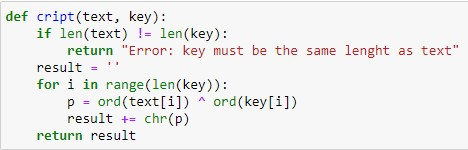 def cript(text, key):
    if len(text) != len(key):
        return "Error: key must be the same lenght as text"
    result = ''
    for i in range(len(key)):
        p = ord(text[i]) ^ ord(key[i])
        result += chr(p)
    return result